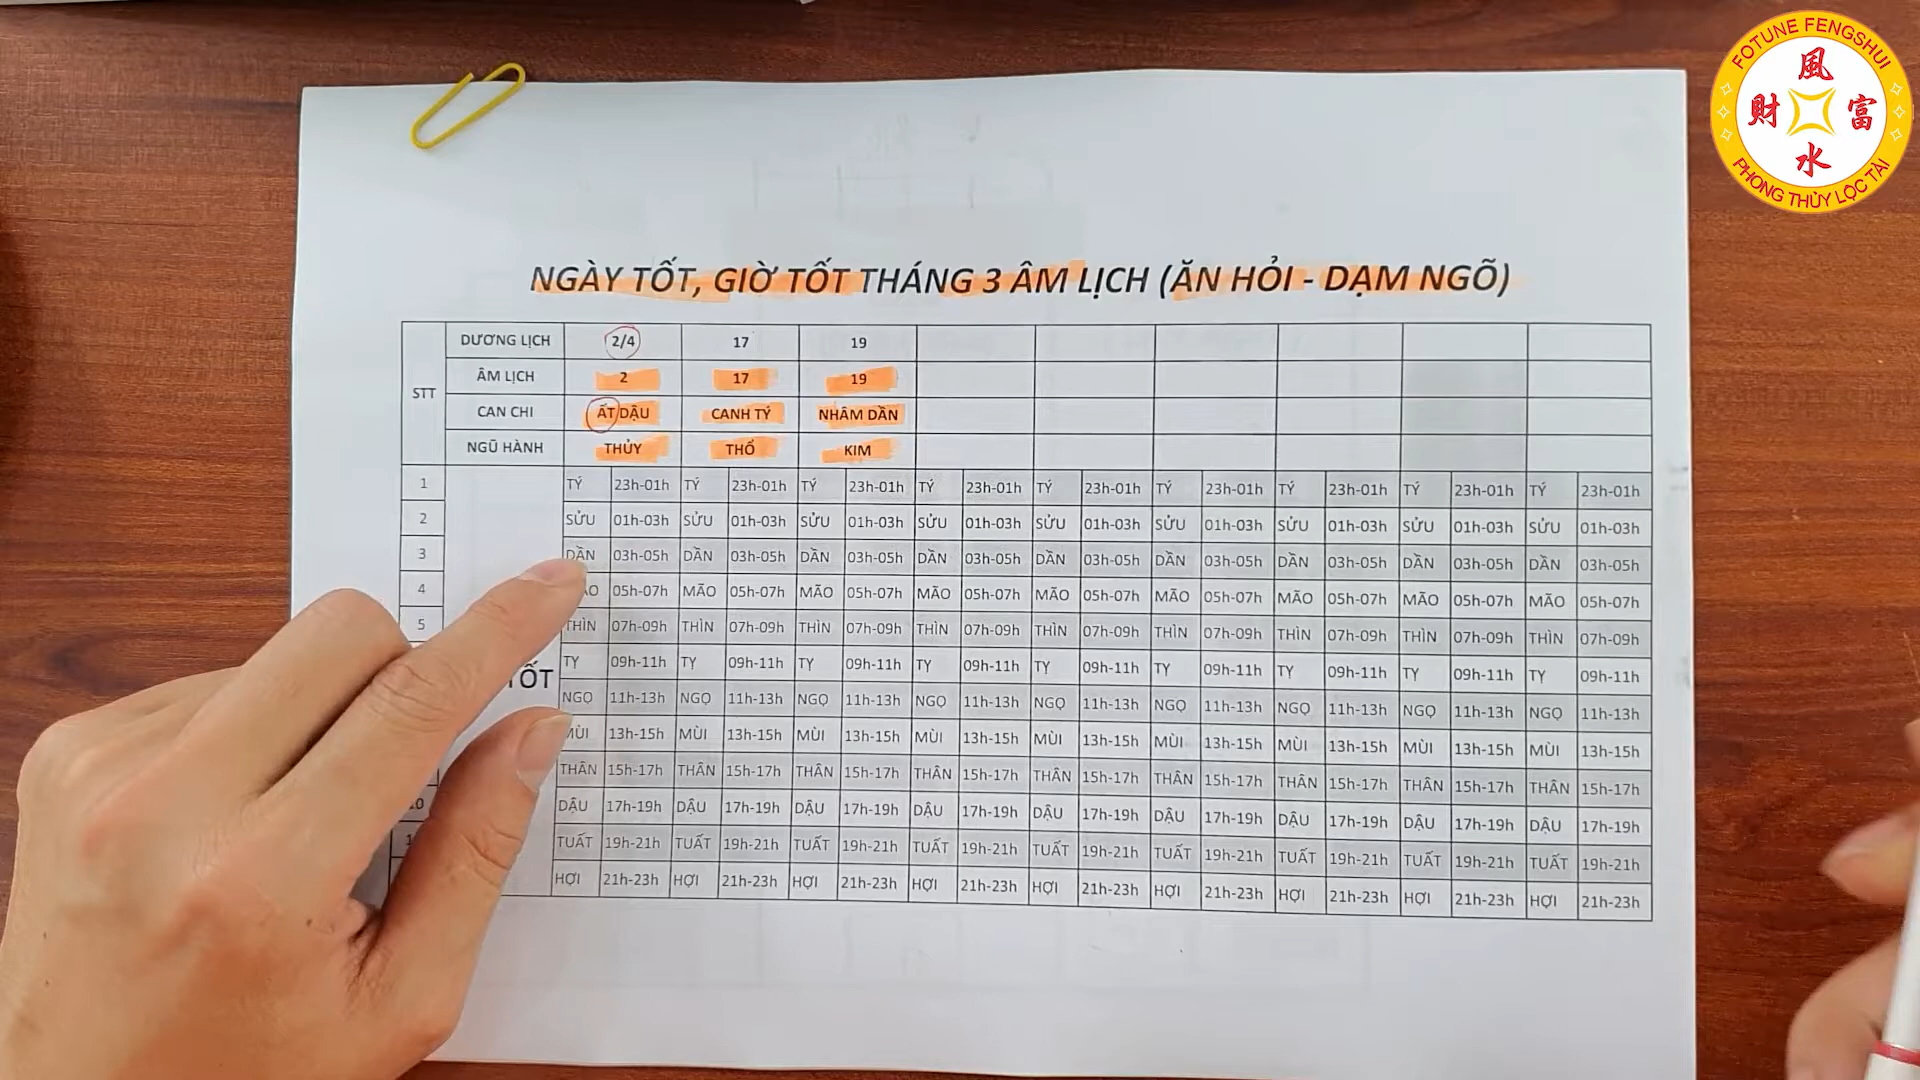 FOTUNE FENGSHUI
風
財 富
水
PHONG THỦY LỘC TÀI
NGÀY TỐT, GIỜ TỐT THÁNG 3 ÂM LỊCH (ĂN HỎI - DẠM NGÕ)
STT DƯƠNG LỊCH 2/4 17 19
ÂM LỊCH 2 17 19
CAN CHI ẤT DẬU CANH TÝ NHÂM DẦN
NGŨ HÀNH THỦY THỔ KIM
1 TÝ 23h-01h TÝ 23h-01h TÝ 23h-01h TÝ 23h-01h TÝ 23h-01h TÝ 23h-01h TÝ 23h-01h TÝ 23h-01h TÝ 23h-01h
2 SỬU 01h-03h SỬU 01h-03h SỬU 01h-03h SỬU 01h-03h SỬU 01h-03h SỬU 01h-03h SỬU 01h-03h SỬU 01h-03h SỬU 01h-03h
3 DẦN 03h-05h DẦN 03h-05h DẦN 03h-05h DẦN 03h-05h DẦN 03h-05h DẦN 03h-05h DẦN 03h-05h DẦN 03h-05h DẦN 03h-05h
4 05h-07h MÃO 05h-07h MÃO 05h-07h MÃO 05h-07h MÃO 05h-07h MÃO 05h-07h MÃO 05h-07h MÃO 05h-07h MÃO 05h-07h
5 THÌN 07h-09h THÌN 07h-09h THÌN 07h-09h THÌN 07h-09h THÌN 07h-09h THÌN 07h-09h THÌN 07h-09h THÌN 07h-09h THÌN 07h-09h
TỐT TY 09h-11h TY 09h-11h TY 09h-11h TY 09h-11h TY 09h-11h TY 09h-11h TY 09h-11h TY 09h-11h TY 09h-11h
NGỌ 11h-13h NGỌ 11h-13h NGỌ 11h-13h NGỌ 11h-13h NGỌ 11h-13h NGỌ 11h-13h NGỌ 11h-13h NGỌ 11h-13h NGỌ 11h-13h
MÙI 13h-15h MÙI 13h-15h MÙI 13h-15h MÙI 13h-15h MÙI 13h-15h MÙI 13h-15h MÙI 13h-15h MÙI 13h-15h MÙI 13h-15h
THÂN 15h-17h THÂN 15h-17h THÂN 15h-17h THÂN 15h-17h THÂN 15h-17h THÂN 15h-17h THÂN 15h-17h THÂN 15h-17h THÂN 15h-17h
DẬU 17h-19h DẬU 17h-19h DẬU 17h-19h DẬU 17h-19h DẬU 17h-19h DẬU 17h-19h DẬU 17h-19h DẬU 17h-19h DẬU 17h-19h
TUẤT 19h-21h TUẤT 19h-21h TUẤT 19h-21h TUẤT 19h-21h TUẤT 19h-21h TUẤT 19h-21h TUẤT 19h-21h TUẤT 19h-21h TUẤT 19h-21h
HỢI 21h-23h HỢI 21h-23h HỢI 21h-23h HỢI 21h-23h HỢI 21h-23h HỢI 21h-23h HỢI 21h-23h HỢI 21h-23h HỢI 21h-23h